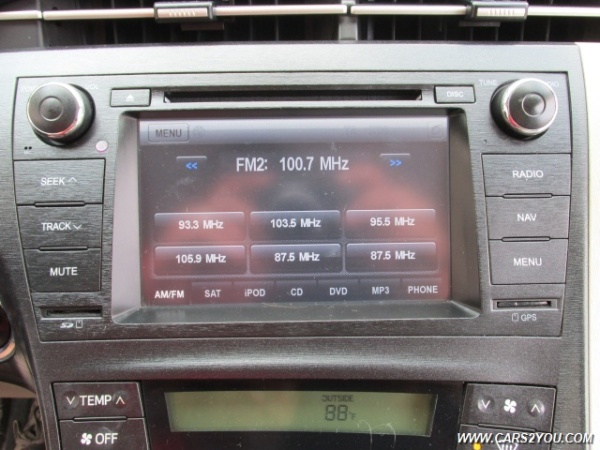 DISC
TUNE
MENU
FM2: 100.7 MHz
<< >>
SEEK
TRACK
MUTE
RADIO
NAV
MENU
93.3 MHz 103.5 MHz 95.5 MHz
105.9 MHz 87.5 MHz 87.5 MHz
AM/FM SAT iPOD CD DVD MP3 PHONE
SD
GPS
TEMP
OUTSIDE
88°F
OFF
WWW.CARS2YOU.COM